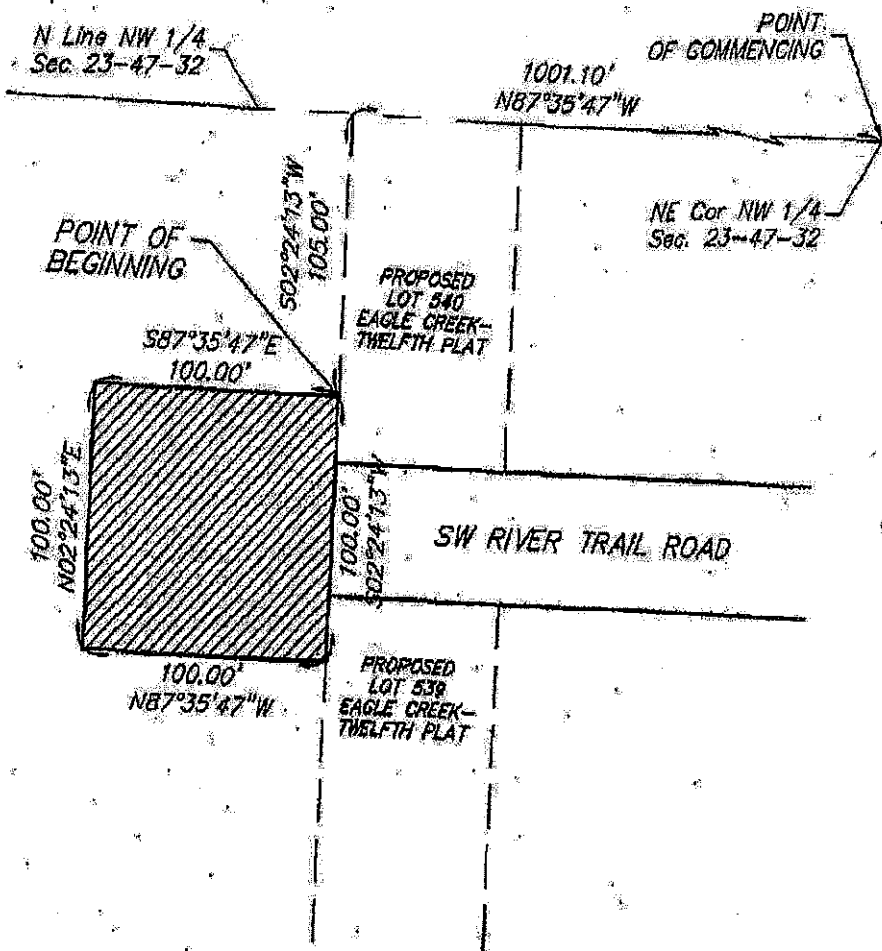 N Line NW 1/4
Sec. 23-47-32
POINT
OF COMMENCING
1001.10'
N87°35'47"W
NE Cor NW 1/4
Sec. 23-47-32
S02°24'13"W
105.00'
POINT OF
BEGINNING
PROPOSED
LOT 540
EAGLE CREEK-
TWELFTH PLAT
S87°35'47"E
100.00'
100.00'
N02°24'13"E
100.00'
S02°24'13"W
SW RIVER TRAIL ROAD
100.00'
N87°35'47"W
PROPOSED
LOT 539
EAGLE CREEK-
TWELFTH PLAT